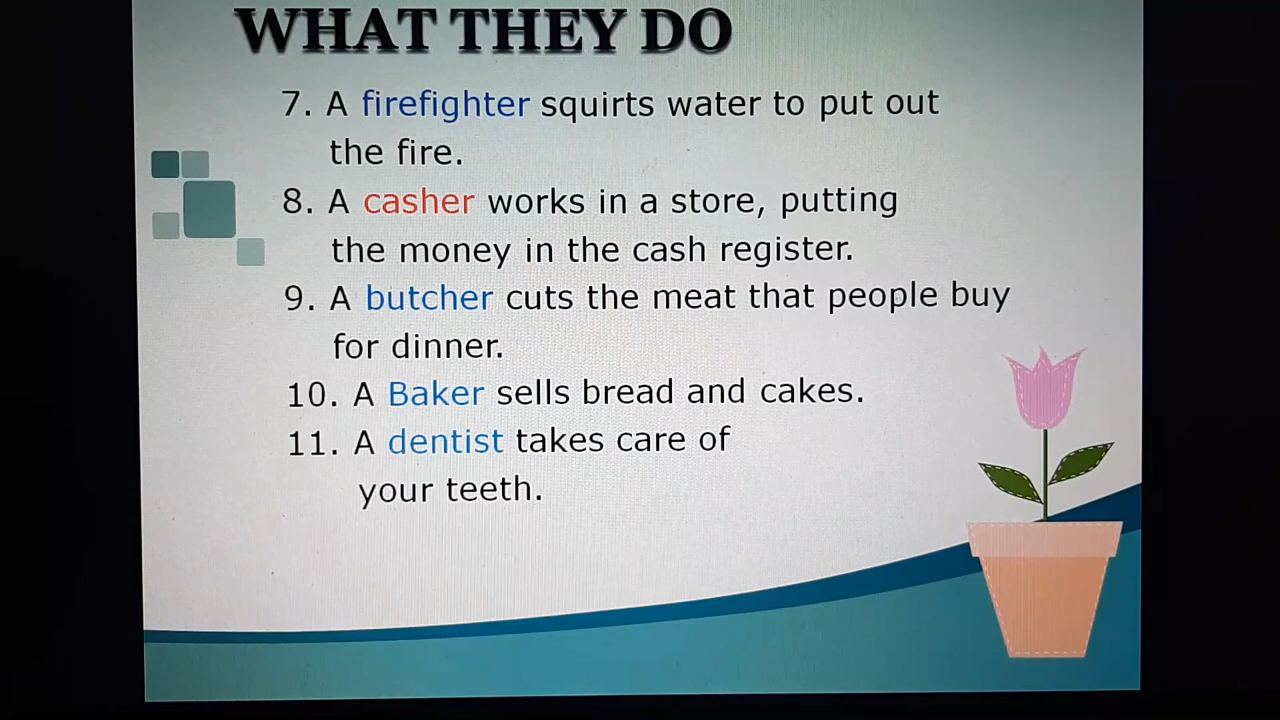 WHAT THEY DO
7. A firefighter squirts water to put out
the fire.
8. A casher works in a store, putting
the money in the cash register.
9. A butcher cuts the meat that people buy
for dinner.
10. A Baker sells bread and cakes.
11. A dentist takes care of
your teeth.